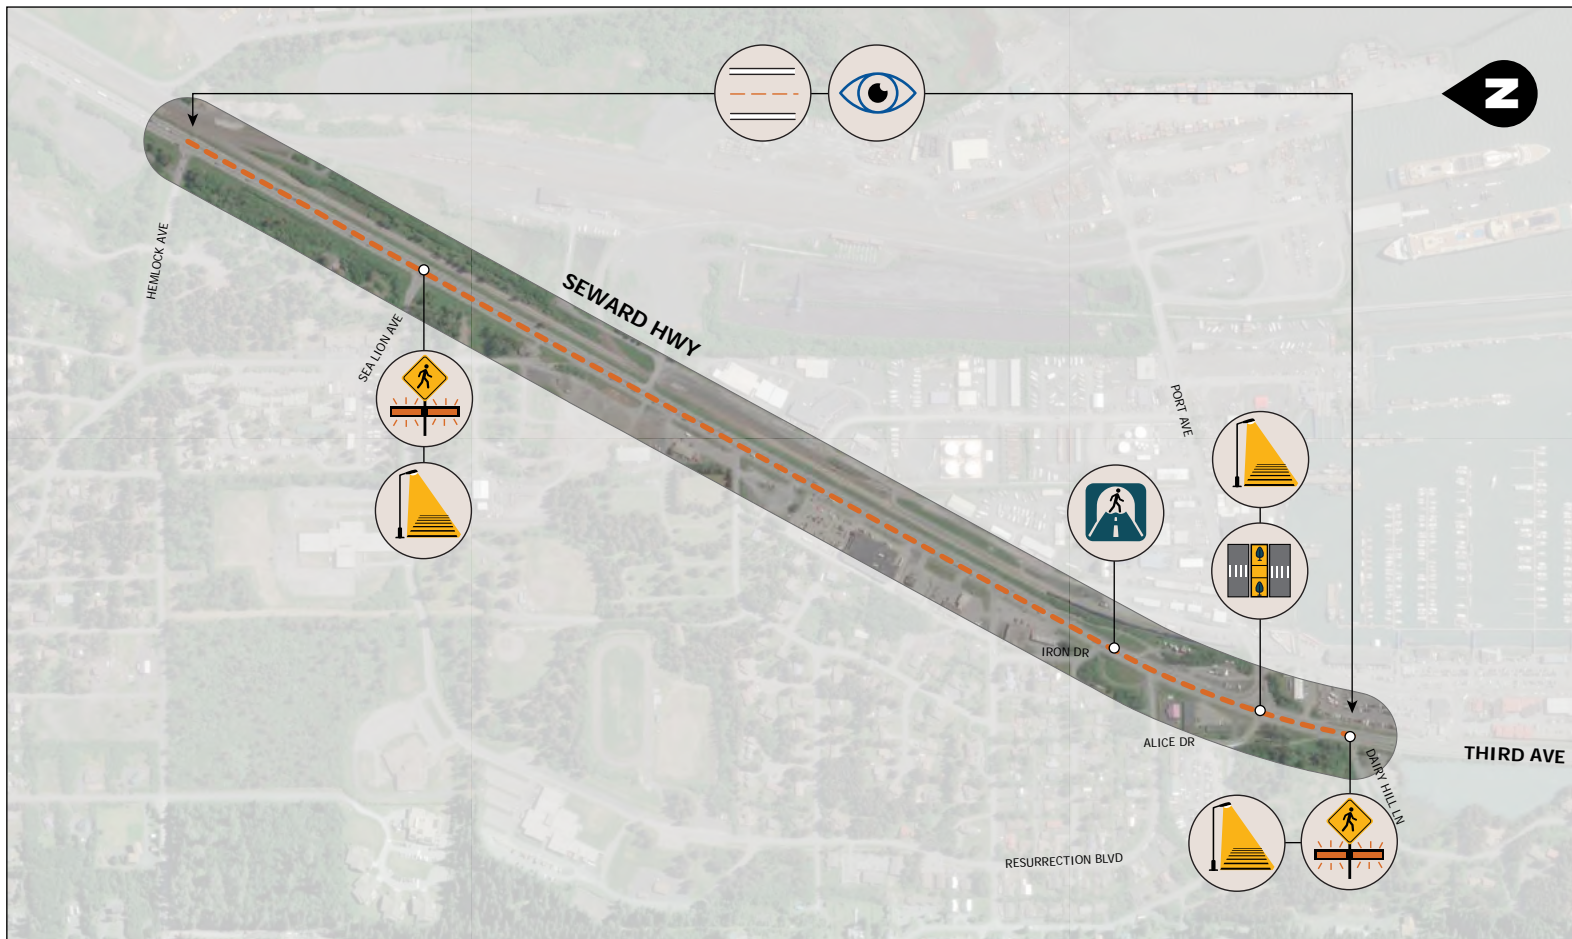 N
HEMLOCK AVE
SEA LION AVE
SEWARD HWY
PORT AVE
IRON DR
ALICE DR
THIRD AVE
DAIRY HILL LN
RESURRECTION BLVD